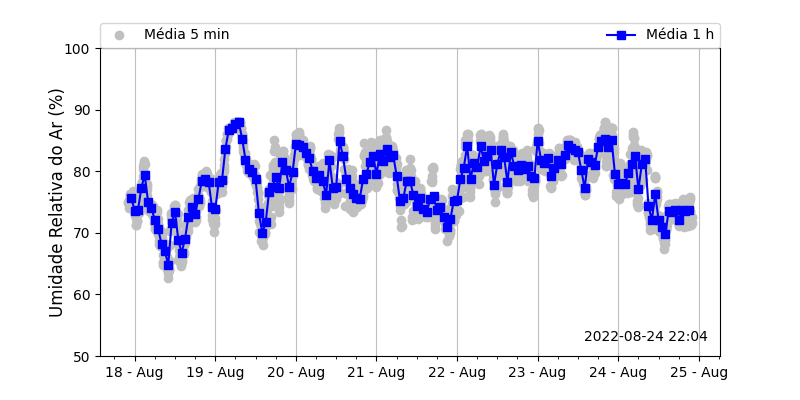 Média 5 min Média 1 h
100
90
80
70
60
50
Umidade Relativa do Ar (%)
2022-08-24 22:04
18 - Aug 19 - Aug 20 - Aug 21 - Aug 22 - Aug 23 - Aug 24 - Aug 25 - Aug